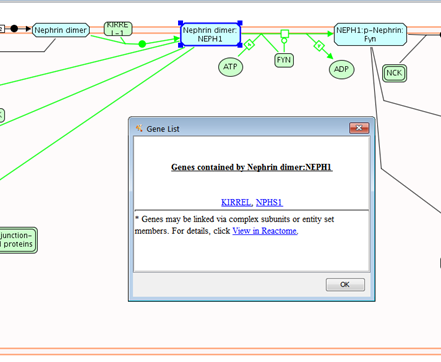 Nephrin dimer
KIRRE
L-1
Nephrin dimer:
NEPH1
NEPH1:p-Nephrin:
Fyn
ATP
FYN
ADP
NCK
junction-
l proteins
Gene List
Genes contained by Nephrin dimer:NEPH1
KIRREL, NPHS1
* Genes may be linked via complex subunits or entity set
members. For details, click View in Reactome.
OK